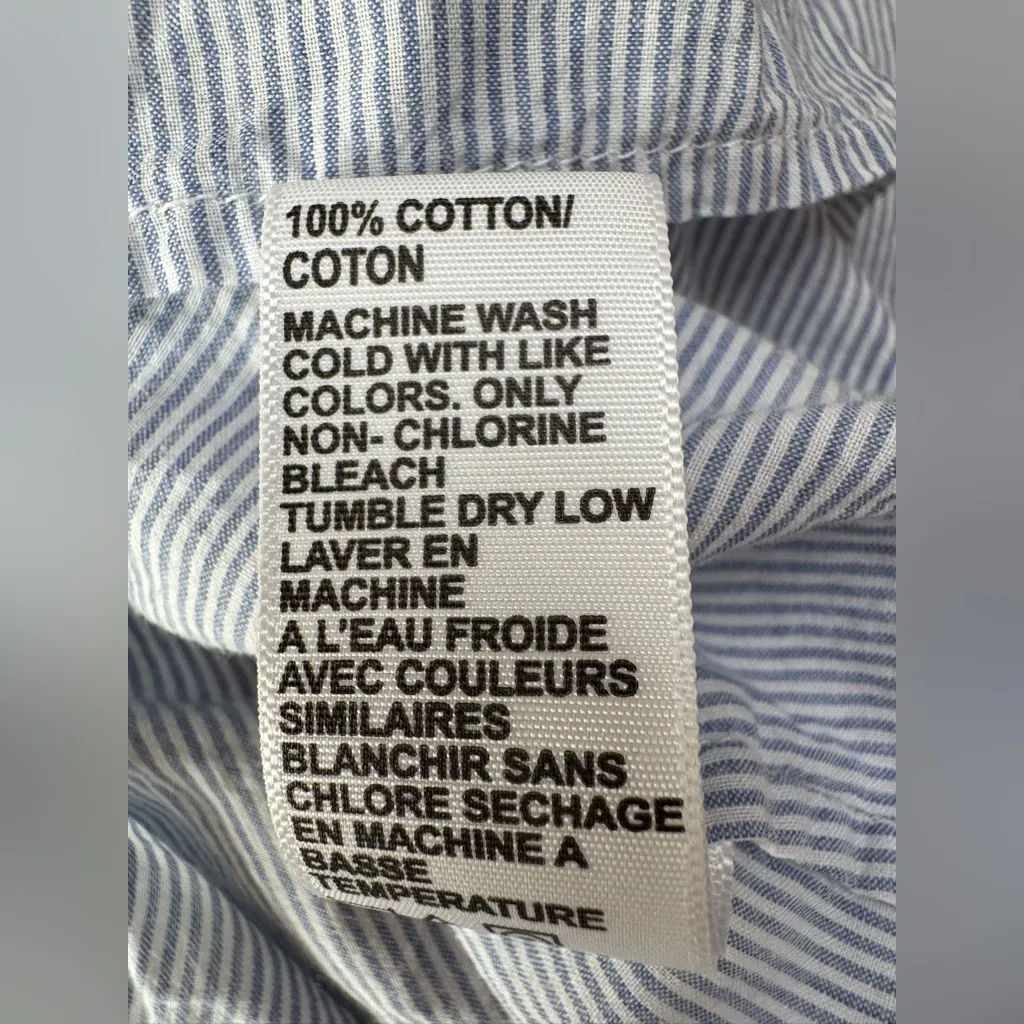 100% COTTON/
COTON
MACHINE WASH
COLD WITH LIKE
COLORS. ONLY
NON- CHLORINE
BLEACH
TUMBLE DRY LOW
LAVER EN
MACHINE
A L'EAU FROIDE
AVEC COULEURS
SIMILAIRES
BLANCHIR SANS
CHLORE SECHAGE
EN MACHINE A
BASSE
TEMPERATURE